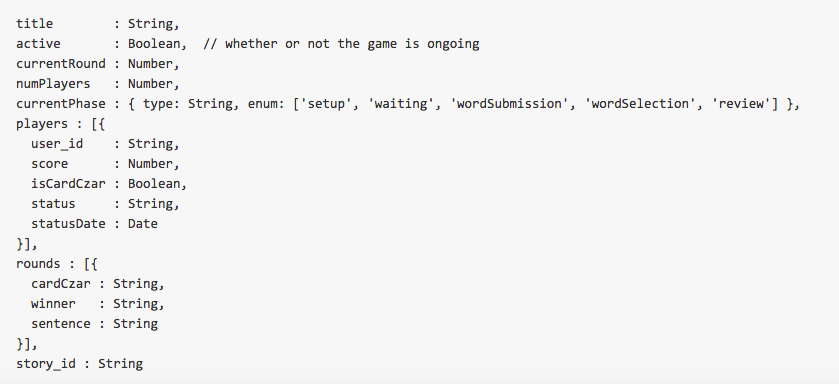 title        : String,
active       : Boolean,  // whether or not the game is ongoing
currentRound : Number,
numPlayers   : Number,
currentPhase : { type: String, enum: ['setup', 'waiting', 'wordSubmission', 'wordSelection', 'review'] },
players : [{
  user_id    : String,
  score      : Number,
  isCardCzar : Boolean,
  status     : String,
  statusDate : Date
}],
rounds : [{
  cardCzar : String,
  winner   : String,
  sentence : String
}],
story_id : String